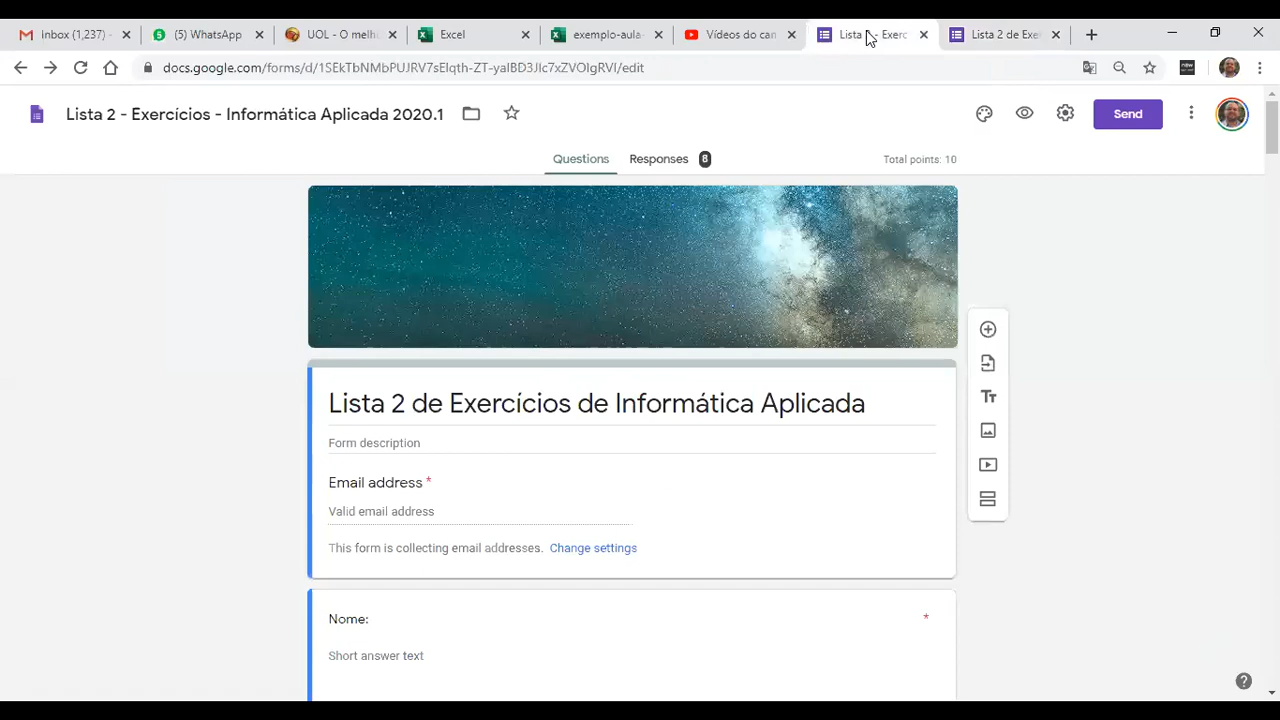 Inbox (1,237) -
(5) WhatsApp
UOL - O melh
Excel
exemplo-aula-
Vídeos do can
Lista - Exerc
Lista 2 de Exer
docs.google.com/forms/d/1SEkTbNMbPUJRV7sEIqth-ZT-yaIBD3JIc7xZVOIgRVI/edit
Lista 2 - Exercícios - Informática Aplicada 2020.1
Send
Questions
Responses 8
Total points: 10
Lista 2 de Exercícios de Informática Aplicada
Form description
Email address *
Valid email address
This form is collecting email addresses. Change settings
Nome: *
Short answer text